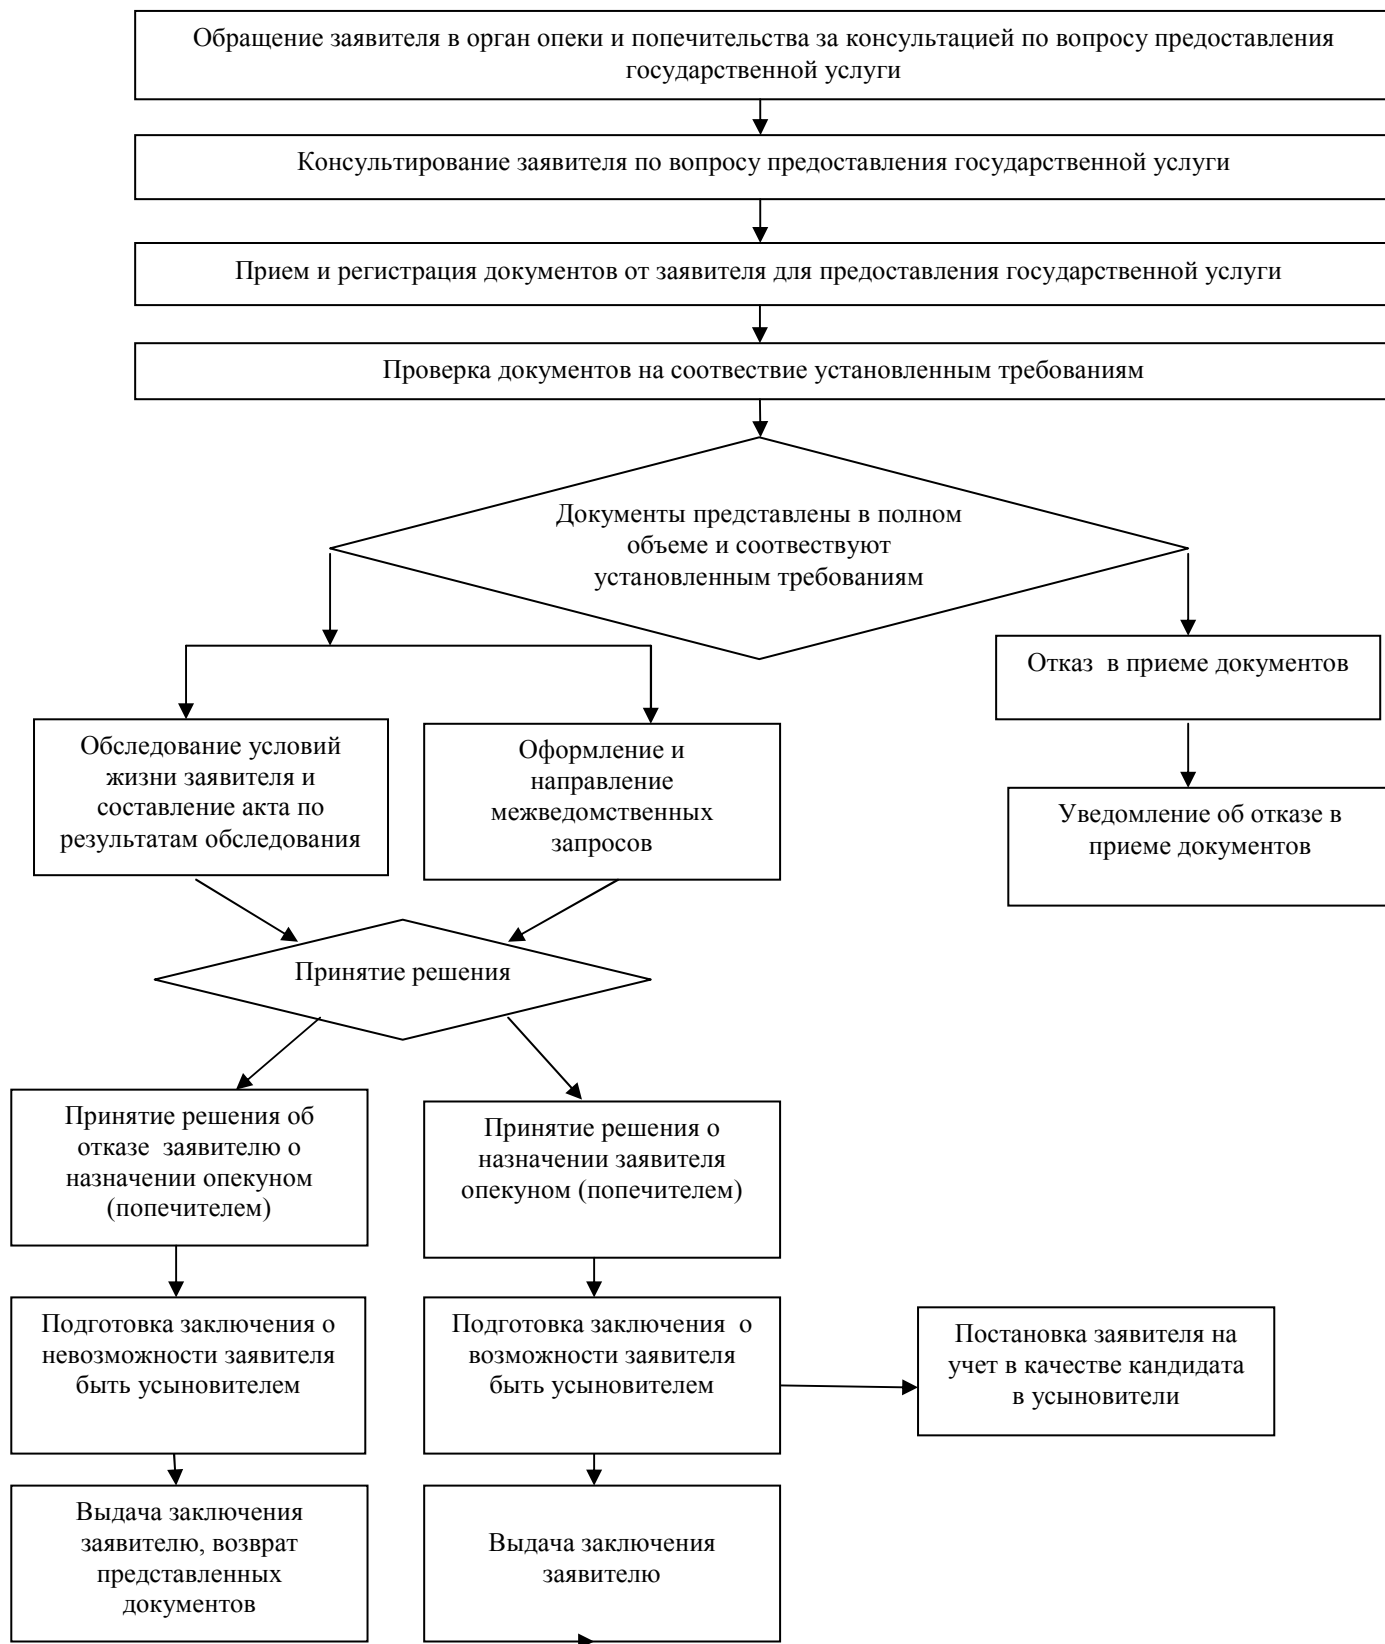 Обращение заявителя в орган опеки и попечительства за консультацией по вопросу предоставления
государственной услуги
Консультирование заявителя по вопросу предоставления государственной услуги
Прием и регистрация документов от заявителя для предоставления государственной услуги
Проверка документов на соотвествие установленным требованиям
Документы представлены в полном
объеме и соотвествуют
установленным требованиям
Отказ  в приеме документов
Обследование условий
жизни заявителя и
составление акта по
результатам обследования
Оформление и
направление
межведомственных
запросов
Уведомление об отказе в
приеме документов
Принятие решения
Принятие решения об
отказе  заявителю о
назначении опекуном
(попечителем)
Принятие решения о
назначении заявителя
опекуном (попечителем)
Подготовка заключения о
невозможности заявителя
быть усыновителем
Подготовка заключения  о
возможности заявителя
быть усыновителем
Постановка заявителя на
учет в качестве кандидата
в усыновители
Выдача заключения
заявителю, возврат
представленных
документов
Выдача заключения
заявителю